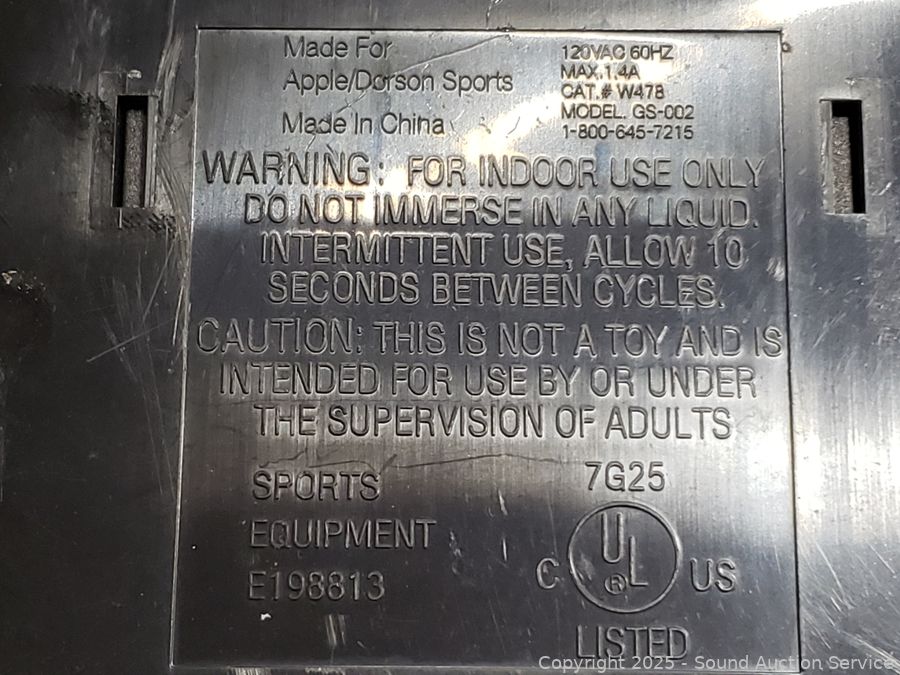 Made For
Apple/Dorson Sports
Made In China
120VAC 60HZ
MAX.1.4A
CAT.# W478
MODEL. GS-002
1-800-645-7215
WARNING: FOR INDOOR USE ONLY
DO NOT IMMERSE IN ANY LIQUID.
INTERMITTENT USE, ALLOW 10
SECONDS BETWEEN CYCLES.
CAUTION: THIS IS NOT A TOY AND IS
INTENDED FOR USE BY OR UNDER
THE SUPERVISION OF ADULTS
SPORTS
EQUIPMENT
E198813
7G25
C UL® US
LISTED
Copyright 2025 - Sound Auction Service